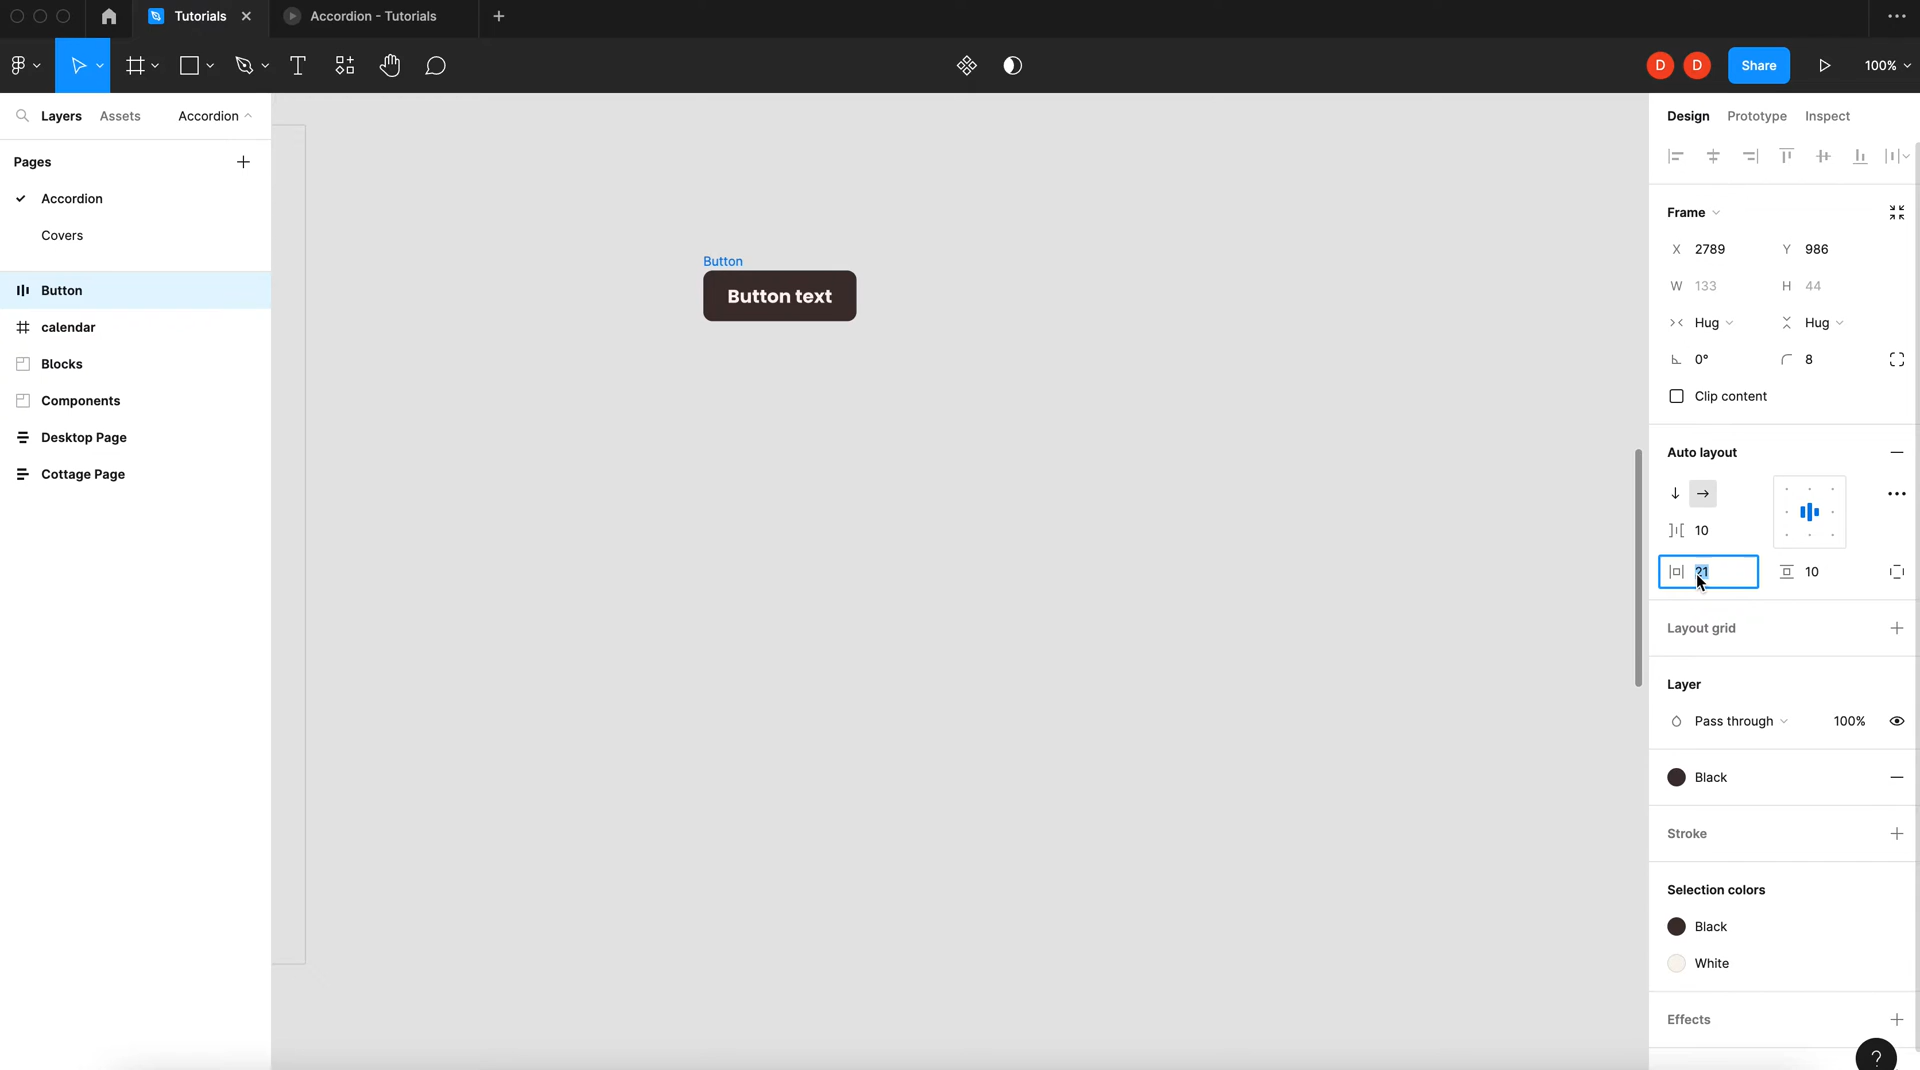 Tutorials
Accordion - Tutorials
Share
D
D
100%
Layers
Assets
Accordion
Pages
Accordion
Covers
Button
calendar
Blocks
Components
Desktop Page
Cottage Page
Button
Button text
Design
Prototype
Inspect
Frame
X 2789
Y 986
W 133
H 44
Hug
Hug
0°
8
Clip content
Auto layout
10
21
10
Layout grid
Layer
Pass through
100%
Black
Stroke
Selection colors
Black
White
Effects
?